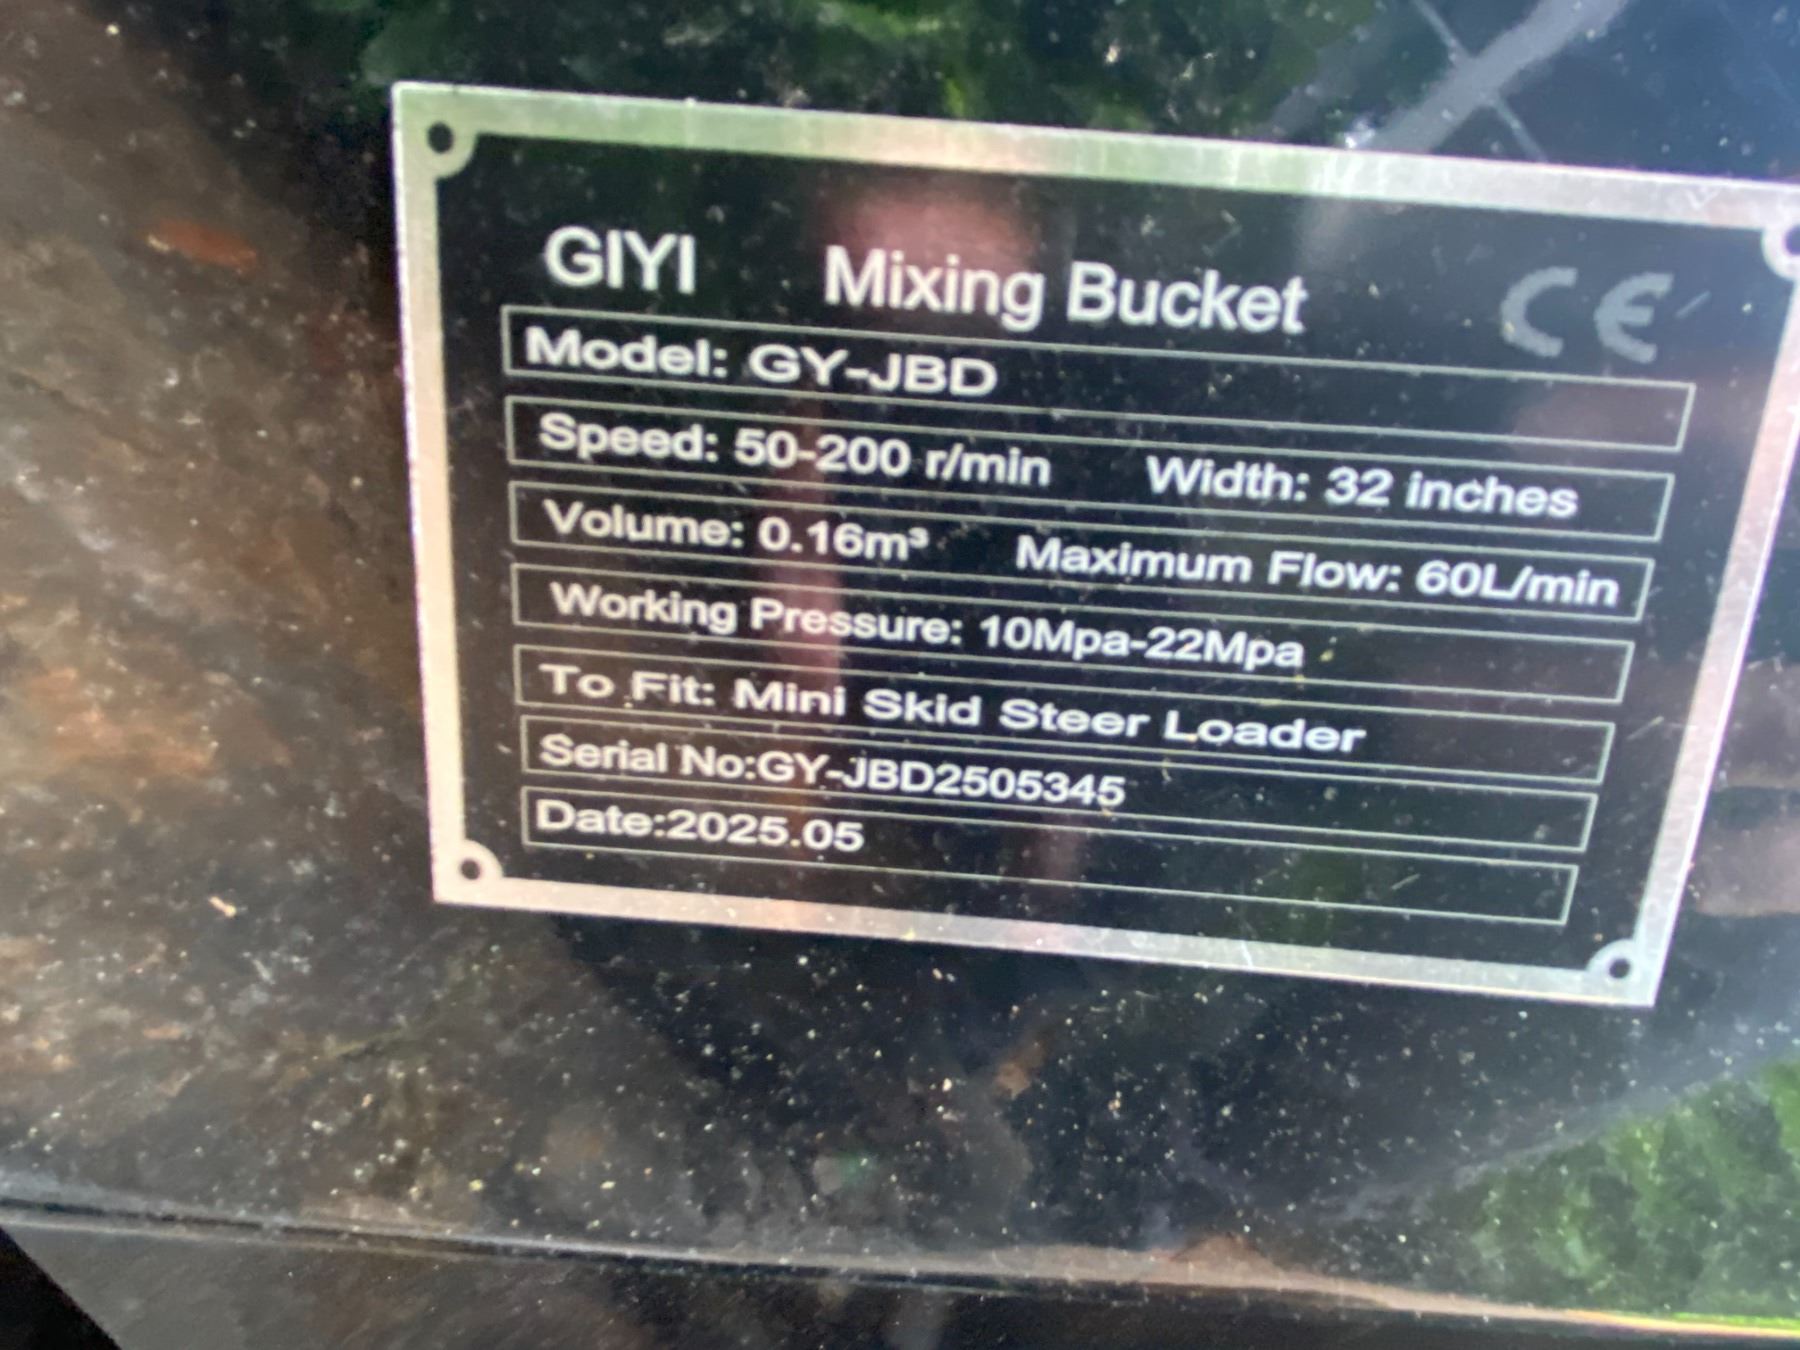 GIYI Mixing Bucket CE
Model: GY-JBD
Speed: 50-200 r/min Width: 32 inches
Volume: 0.16m³ Maximum Flow: 60L/min
Working Pressure: 10Mpa-22Mpa
To Fit: Mini Skid Steer Loader
Serial No:GY-JBD2505345
Date:2025.05